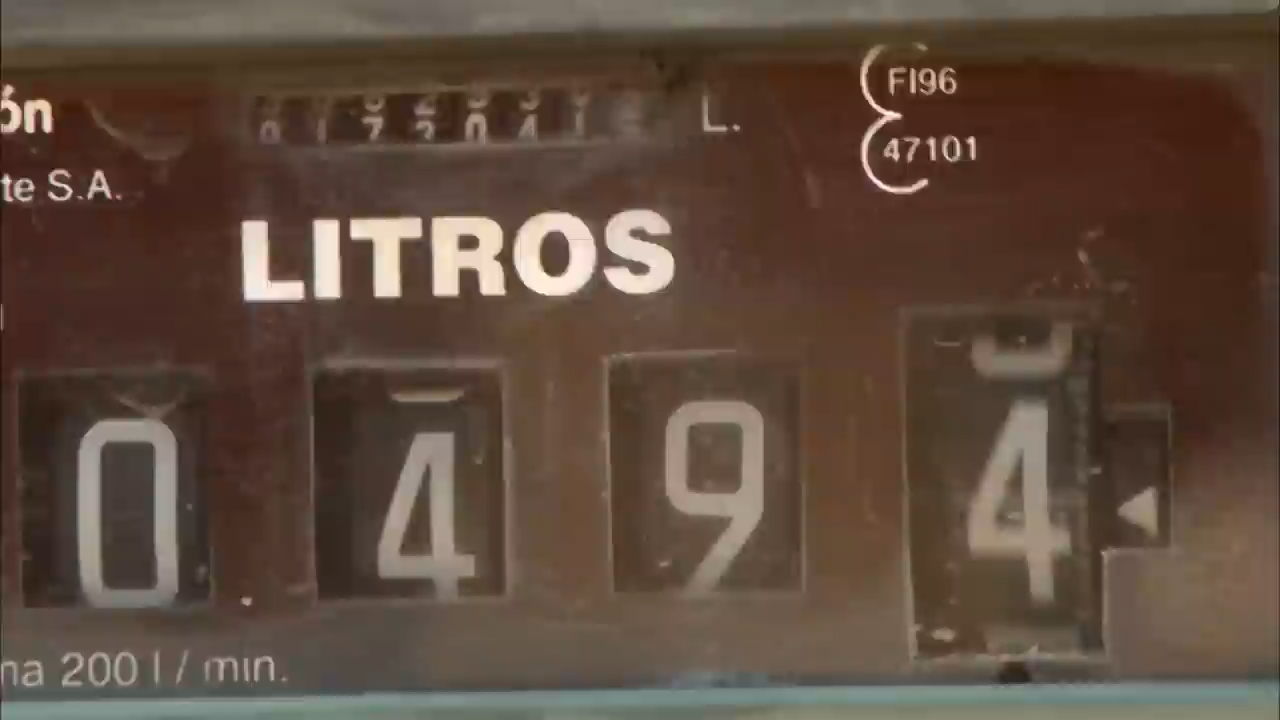 ón
te S.A.
L.
FI96
47101
LITROS
0 4 9 4
na 200 l / min.